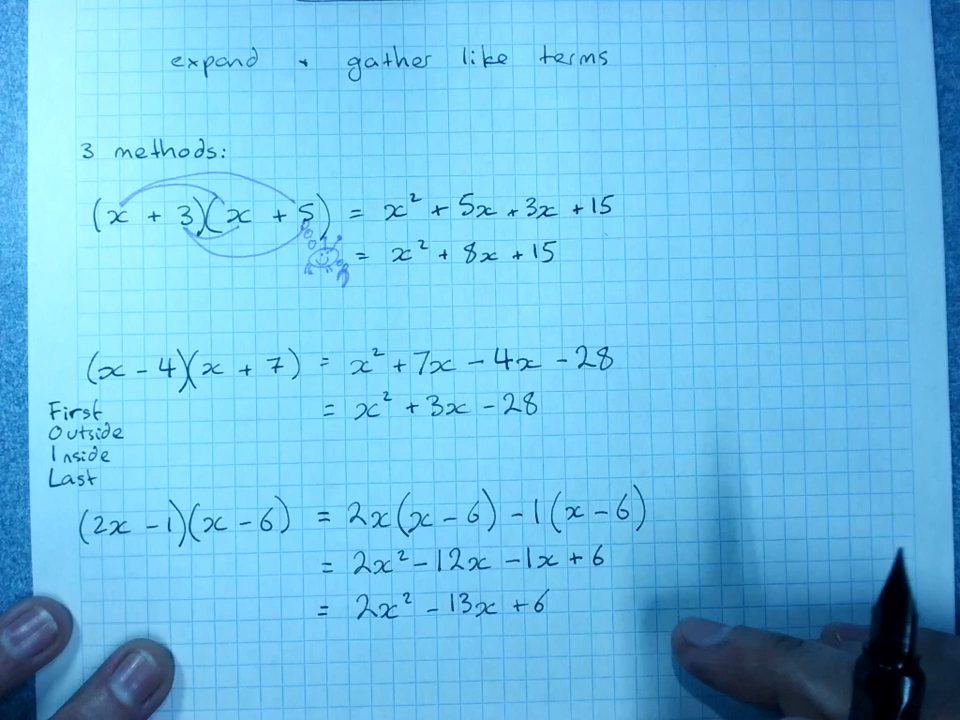 expand + gather like terms
3 methods:
(x + 3)(x + 5) = x² + 5x + 3x + 15
= x² + 8x + 15
(x - 4)(x + 7) = x² + 7x - 4x - 28
= x² + 3x - 28
First
Outside
Inside
Last
(2x - 1)(x - 6) = 2x(x - 6) - 1(x - 6)
= 2x² - 12x - 1x + 6
= 2x² - 13x + 6